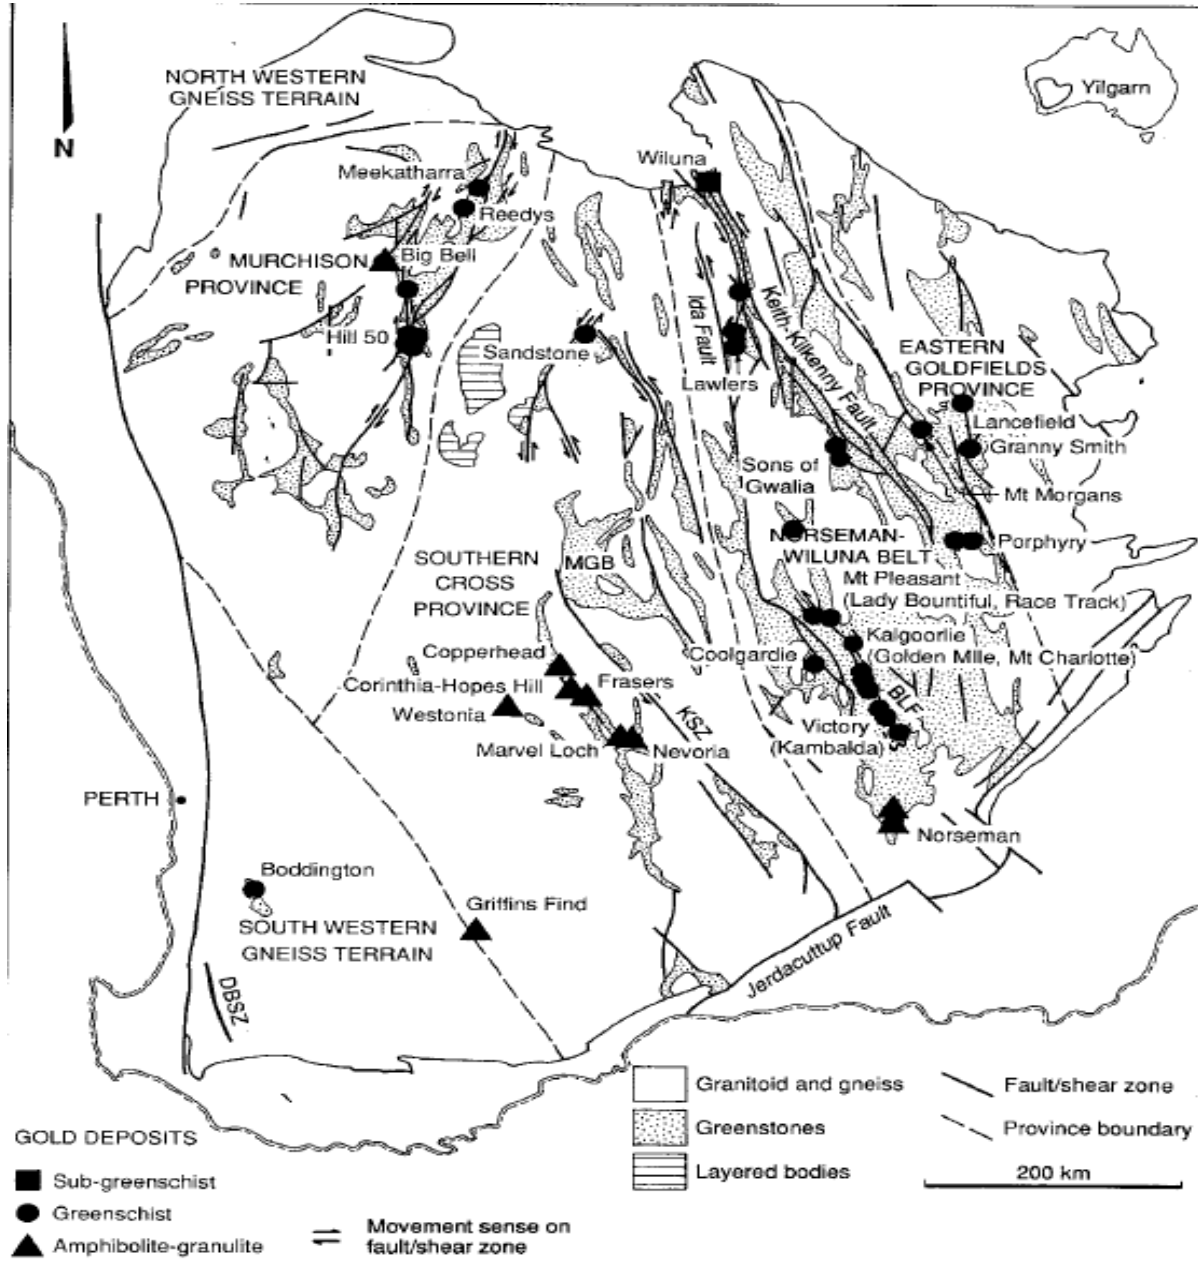 NORTH WESTERN
GNEISS TERRAIN
Yilgarn
N
Meekatharra
Reedys
Wiluna
MURCHISON
PROVINCE
Big Bell
Hill 50
Sandstone
Ida Fault
Keith-Kilkenny Fault
Lawlers
EASTERN
GOLDFIELDS
PROVINCE
Lancefield
Granny Smith
Sons of
Gwalia
Mt Morgans
NORSEMAN-
WILUNA BELT
Porphyry
SOUTHERN
CROSS
PROVINCE
MGB
Mt Pleasant
(Lady Bountiful, Race Track)
Kalgoorlie
(Golden Mile, Mt Charlotte)
Coolgardie
Copperhead
Corinthia-Hopes Hill
Frasers
Westonia
Marvel Loch
Nevoria
KSZ
BLF
Victory
(Kambalda)
PERTH
Norseman
Boddington
Griffins Find
SOUTH WESTERN
GNEISS TERRAIN
DBSZ
Jerdacuttup Fault
Granitoid and gneiss
Fault/shear zone
Greenstones
Province boundary
Layered bodies
200 km
GOLD DEPOSITS
Sub-greenschist
Greenschist
Amphibolite-granulite
Movement sense on
fault/shear zone